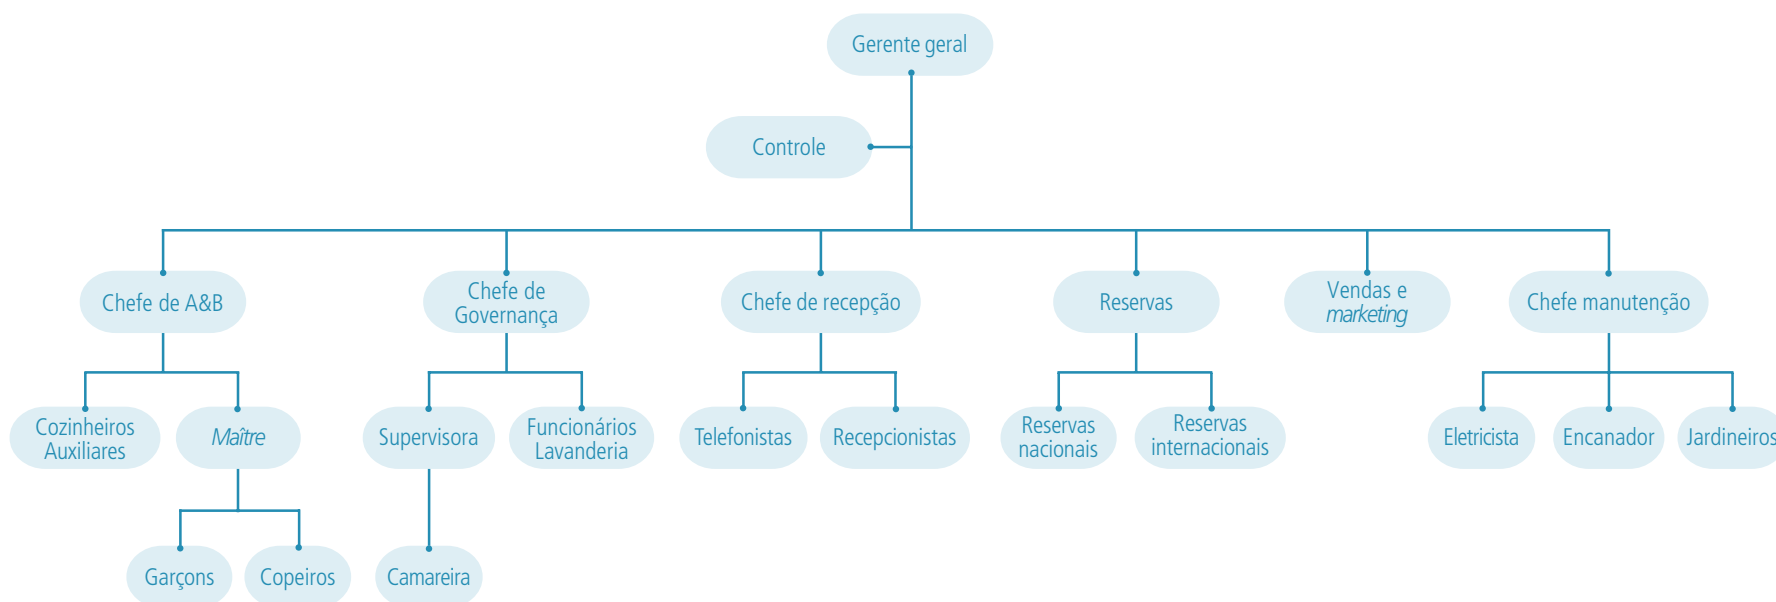 Gerente geral
Controle
Chefe de A&B
Chefe de
Governança
Chefe de recepção
Reservas
Vendas e
marketing
Chefe manutenção
Cozinheiros
Auxiliares
Maître
Supervisora
Funcionários
Lavanderia
Telefonistas
Recepcionistas
Reservas
nacionais
Reservas
internacionais
Eletricista
Encanador
Jardineiros
Garçons
Copeiros
Camareira